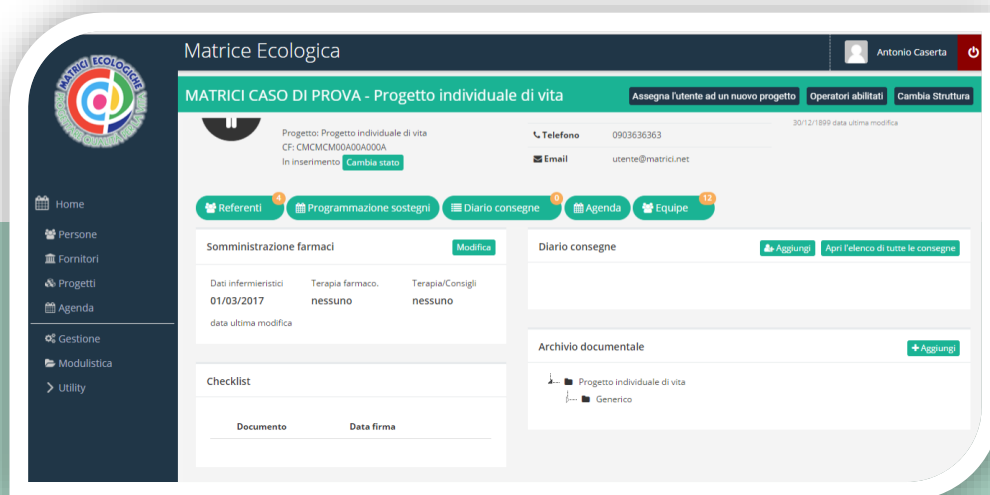 MATRICI ECOLOGICHE
Matrice Ecologica
Antonio Caserta
MATRICI CASO DI PROVA - Progetto individuale di vita
Assegna l'utente ad un nuovo progetto
Operatori abilitati
Cambia Struttura
Progetto: Progetto individuale di vita
CF: CMCMCM00A00A000A
In inserimento Cambia stato
Telefono 0903636363
Email utente@matrici.net
30/12/1899 data ultima modifica
Home
Persone
Fornitori
Progetti
Agenda
Gestione
Modulistica
Utility
Referenti 4
Programmazione sostegni
Diario consegne 0
Agenda
Equipe 12
Somministrazione farmaci Modifica
Dati infermieristici Terapia farmaco. Terapia/Consigli
01/03/2017 nessuno nessuno
data ultima modifica
Diario consegne Aggiungi Apri l'elenco di tutte le consegne
Archivio documentale Aggiungi
Progetto individuale di vita
Generico
Checklist
Documento Data firma